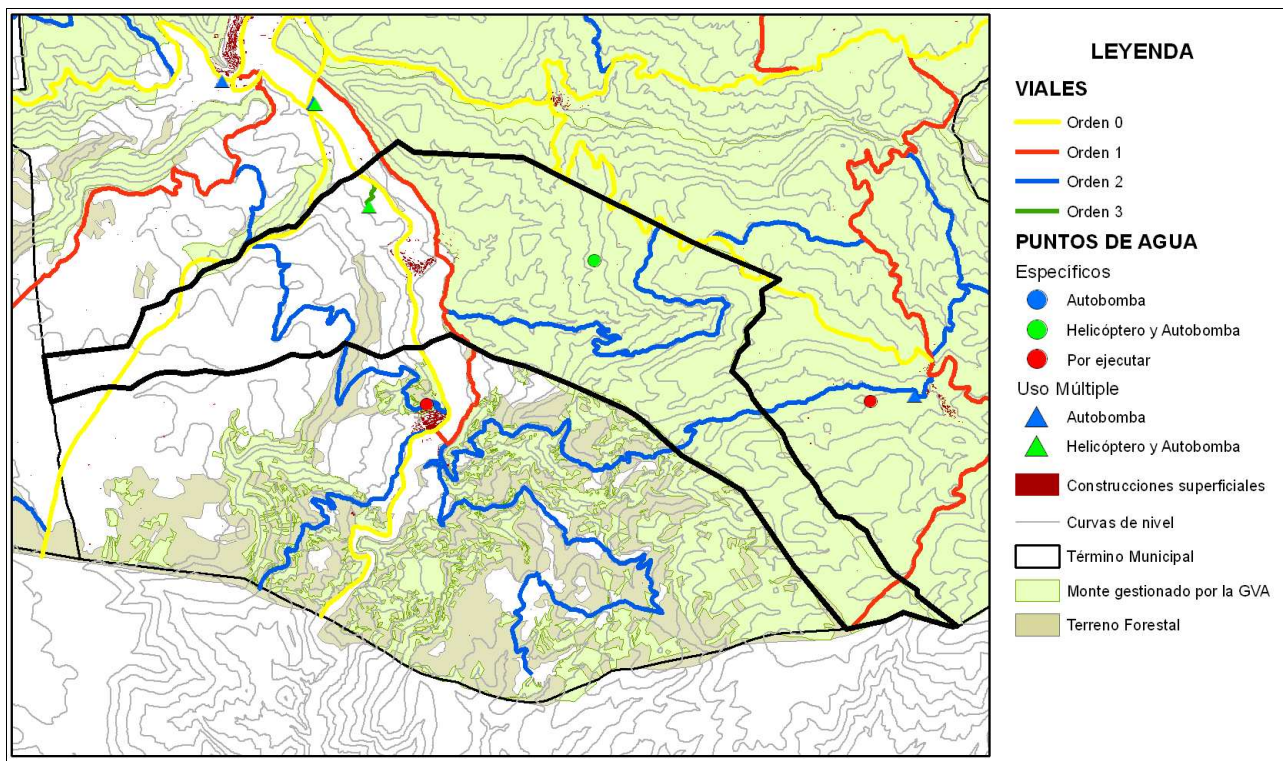 LEYENDA
VIALES
Orden 0
Orden 1
Orden 2
Orden 3
PUNTOS DE AGUA
Específicos
Autobomba
Helicóptero y Autobomba
Por ejecutar
Uso Múltiple
Autobomba
Helicóptero y Autobomba
Construcciones superficiales
Curvas de nivel
Término Municipal
Monte gestionado por la GVA
Terreno Forestal